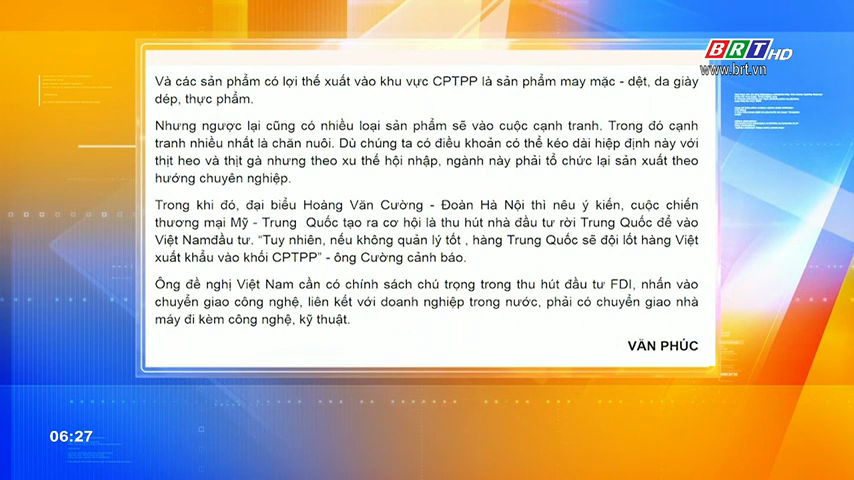 BRT HD
www.brt.vn
Và các sản phẩm có lợi thế xuất vào khu vực CPTPP là sản phẩm may mặc - dệt, da giày
dép, thực phẩm.
Nhưng ngược lại cũng có nhiều loại sản phẩm sẽ vào cuộc cạnh tranh. Trong đó cạnh
tranh nhiều nhất là chăn nuôi. Dù chúng ta có điều khoản có thể kéo dài hiệp định này với
thịt heo và thịt gà nhưng theo xu thế hội nhập, ngành này phải tổ chức lại sản xuất theo
hướng chuyên nghiệp.
Trong khi đó, đại biểu Hoàng Văn Cường - Đoàn Hà Nội thì nêu ý kiến, cuộc chiến
thương mại Mỹ - Trung Quốc tạo ra cơ hội là thu hút nhà đầu tư rời Trung Quốc để vào
Việt Namđầu tư. “Tuy nhiên, nếu không quản lý tốt , hàng Trung Quốc sẽ đội lốt hàng Việt
xuất khẩu vào khối CPTPP” - ông Cường cảnh báo.
Ông đề nghị Việt Nam cần có chính sách chú trọng trong thu hút đầu tư FDI, nhấn vào
chuyển giao công nghệ, liên kết với doanh nghiệp trong nước, phải có chuyển giao nhà
máy đi kèm công nghệ, kỹ thuật.
VĂN PHÚC
06:27